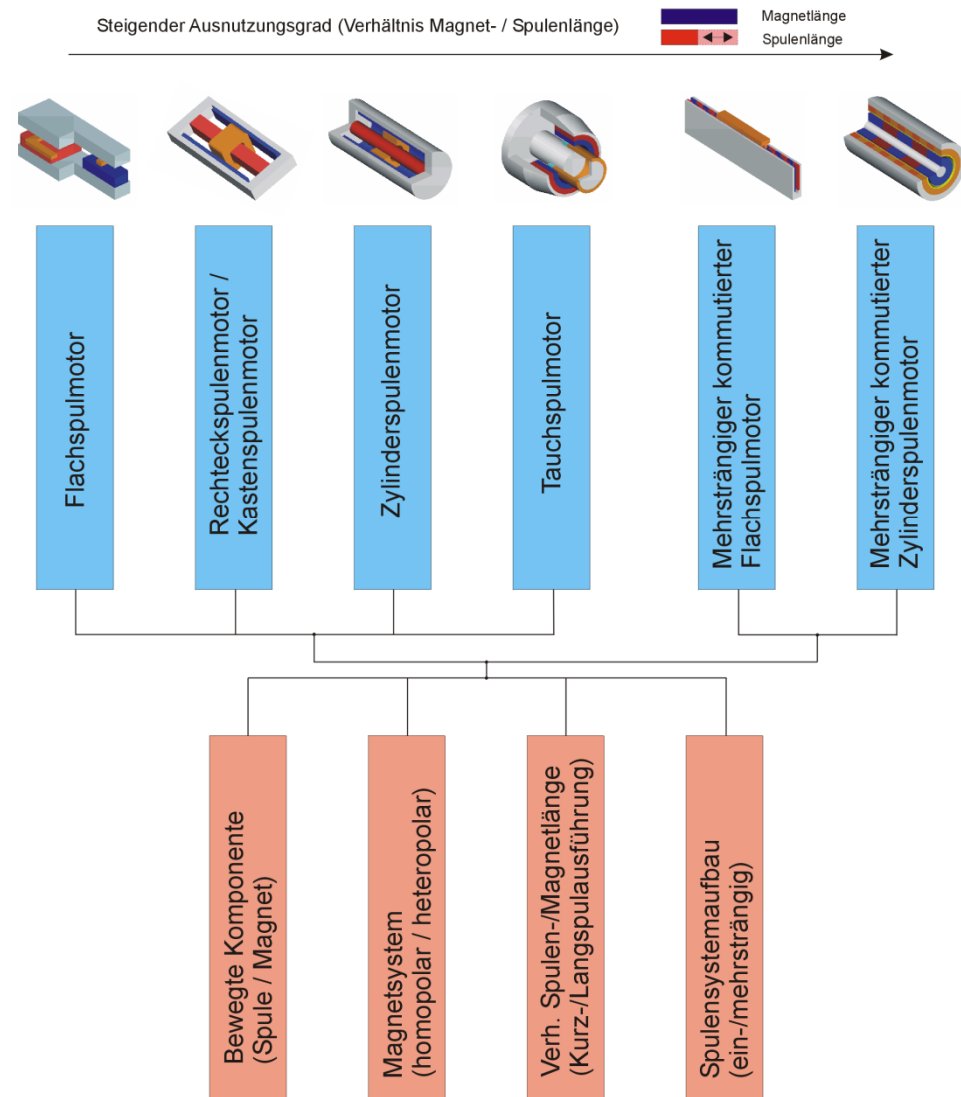 Steigender Ausnutzungsgrad (Verhältnis Magnet- / Spulenlänge)
Magnetlänge
Spulenlänge
Flachspulmotor
Rechteckspulenmotor /
Kastenspulenmotor
Zylinderspulenmotor
Tauchspulmotor
Mehrsträngiger kommutierter
Flachspulmotor
Mehrsträngiger kommutierter
Zylinderspulenmotor
Bewegte Komponente
(Spule / Magnet)
Magnetsystem
(homopolar / heteropolar)
Verh. Spulen-/Magnetlänge
(Kurz-/Langspulausführung)
Spulensystemaufbau
(ein-/mehrsträngig)